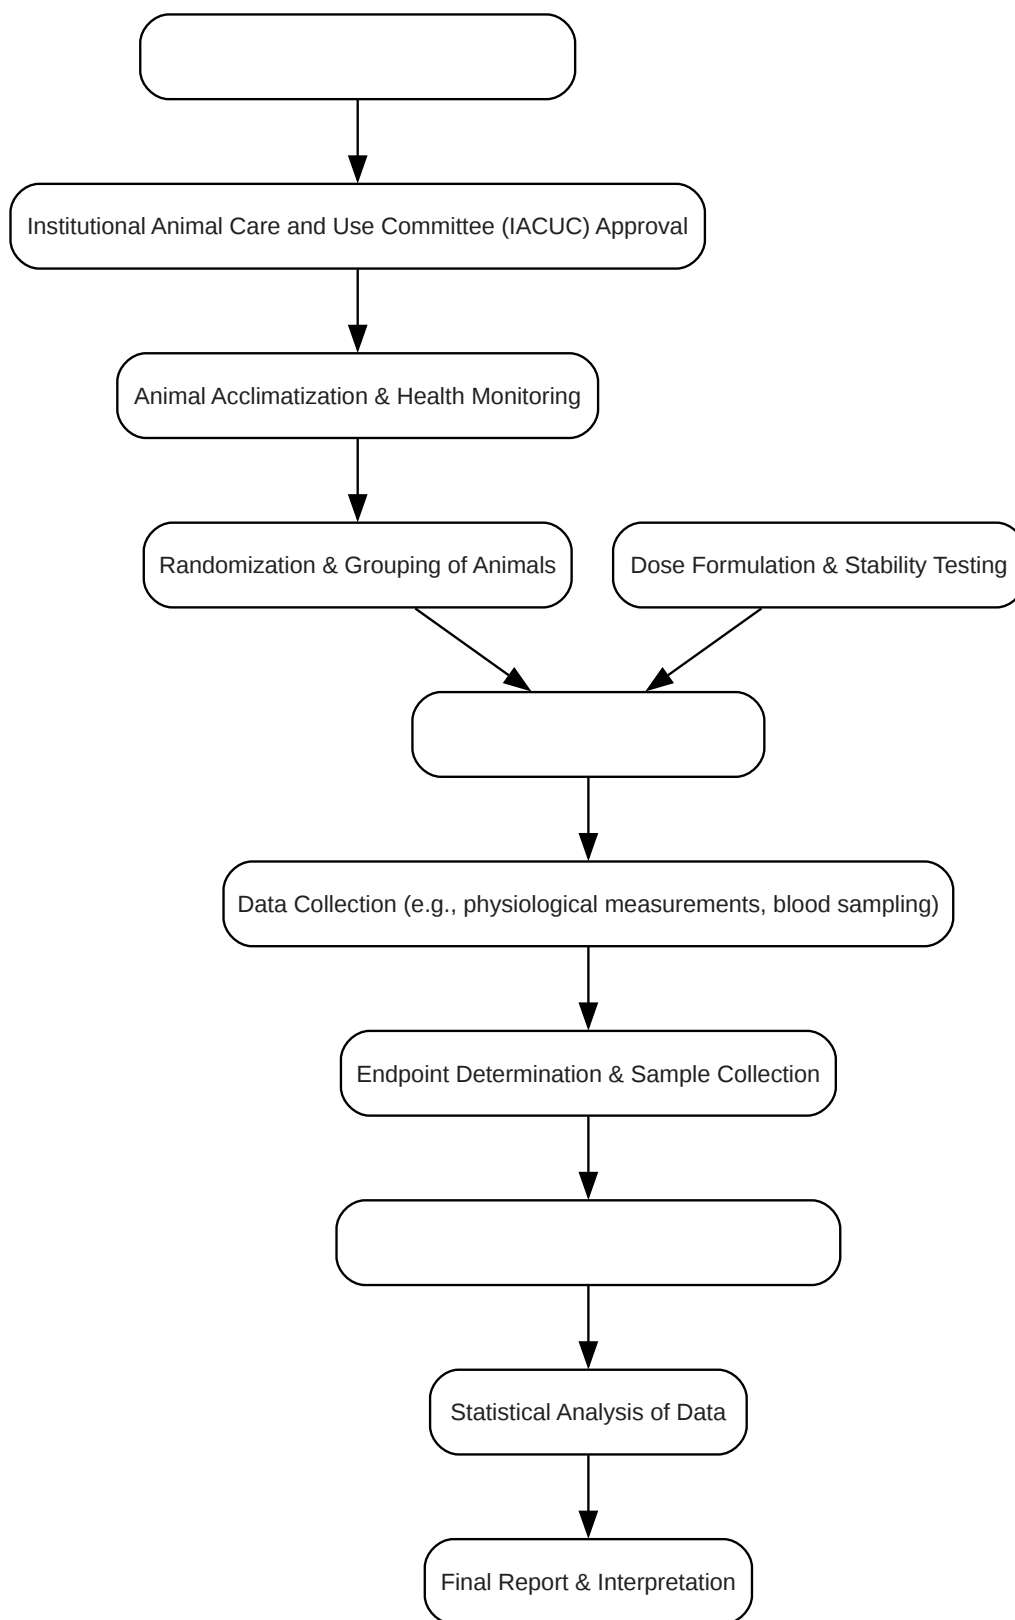 Institutional Animal Care and Use Committee (IACUC) Approval
Animal Acclimatization & Health Monitoring
Randomization & Grouping of Animals
Dose Formulation & Stability Testing
Data Collection (e.g., physiological measurements, blood sampling)
Endpoint Determination & Sample Collection
Statistical Analysis of Data
Final Report & Interpretation